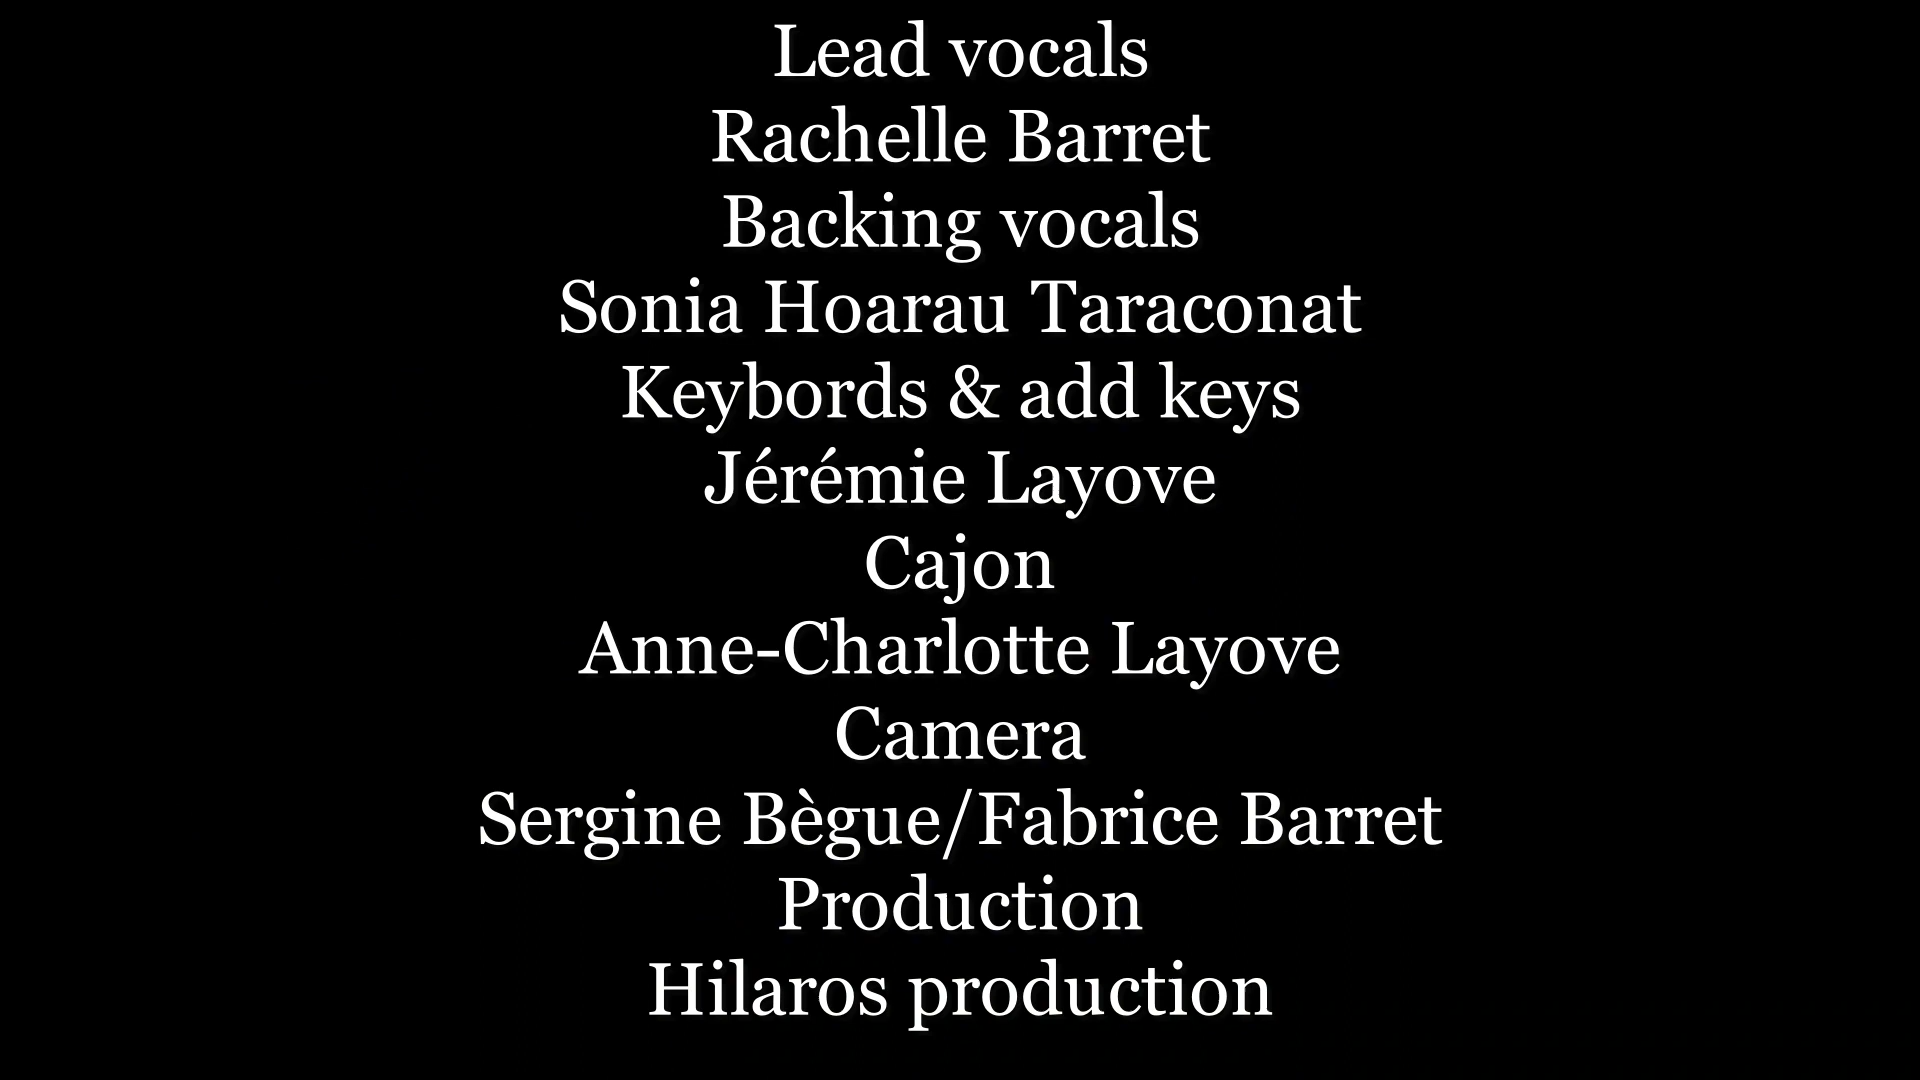 Lead vocals
Rachelle Barret
Backing vocals
Sonia Hoarau Taraconat
Keybords & add keys
Jérémie Layove
Cajon
Anne-Charlotte Layove
Camera
Sergine Bègue/Fabrice Barret
Production
Hilaros production